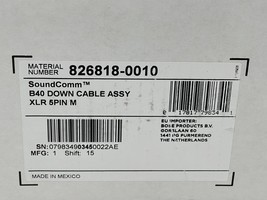 MATERIAL
NUMBER 826818-0010
SoundComm™
B40 DOWN CABLE ASSY
XLR 5PIN M
EU IMPORTER:
BOSE PRODUCTS B.V.
GORSLAAN 60
1441 RG PURMEREND
THE NETHERLANDS
SN:079834903450022AE
MFG: 1 Shift: 15
MADE IN MEXICO